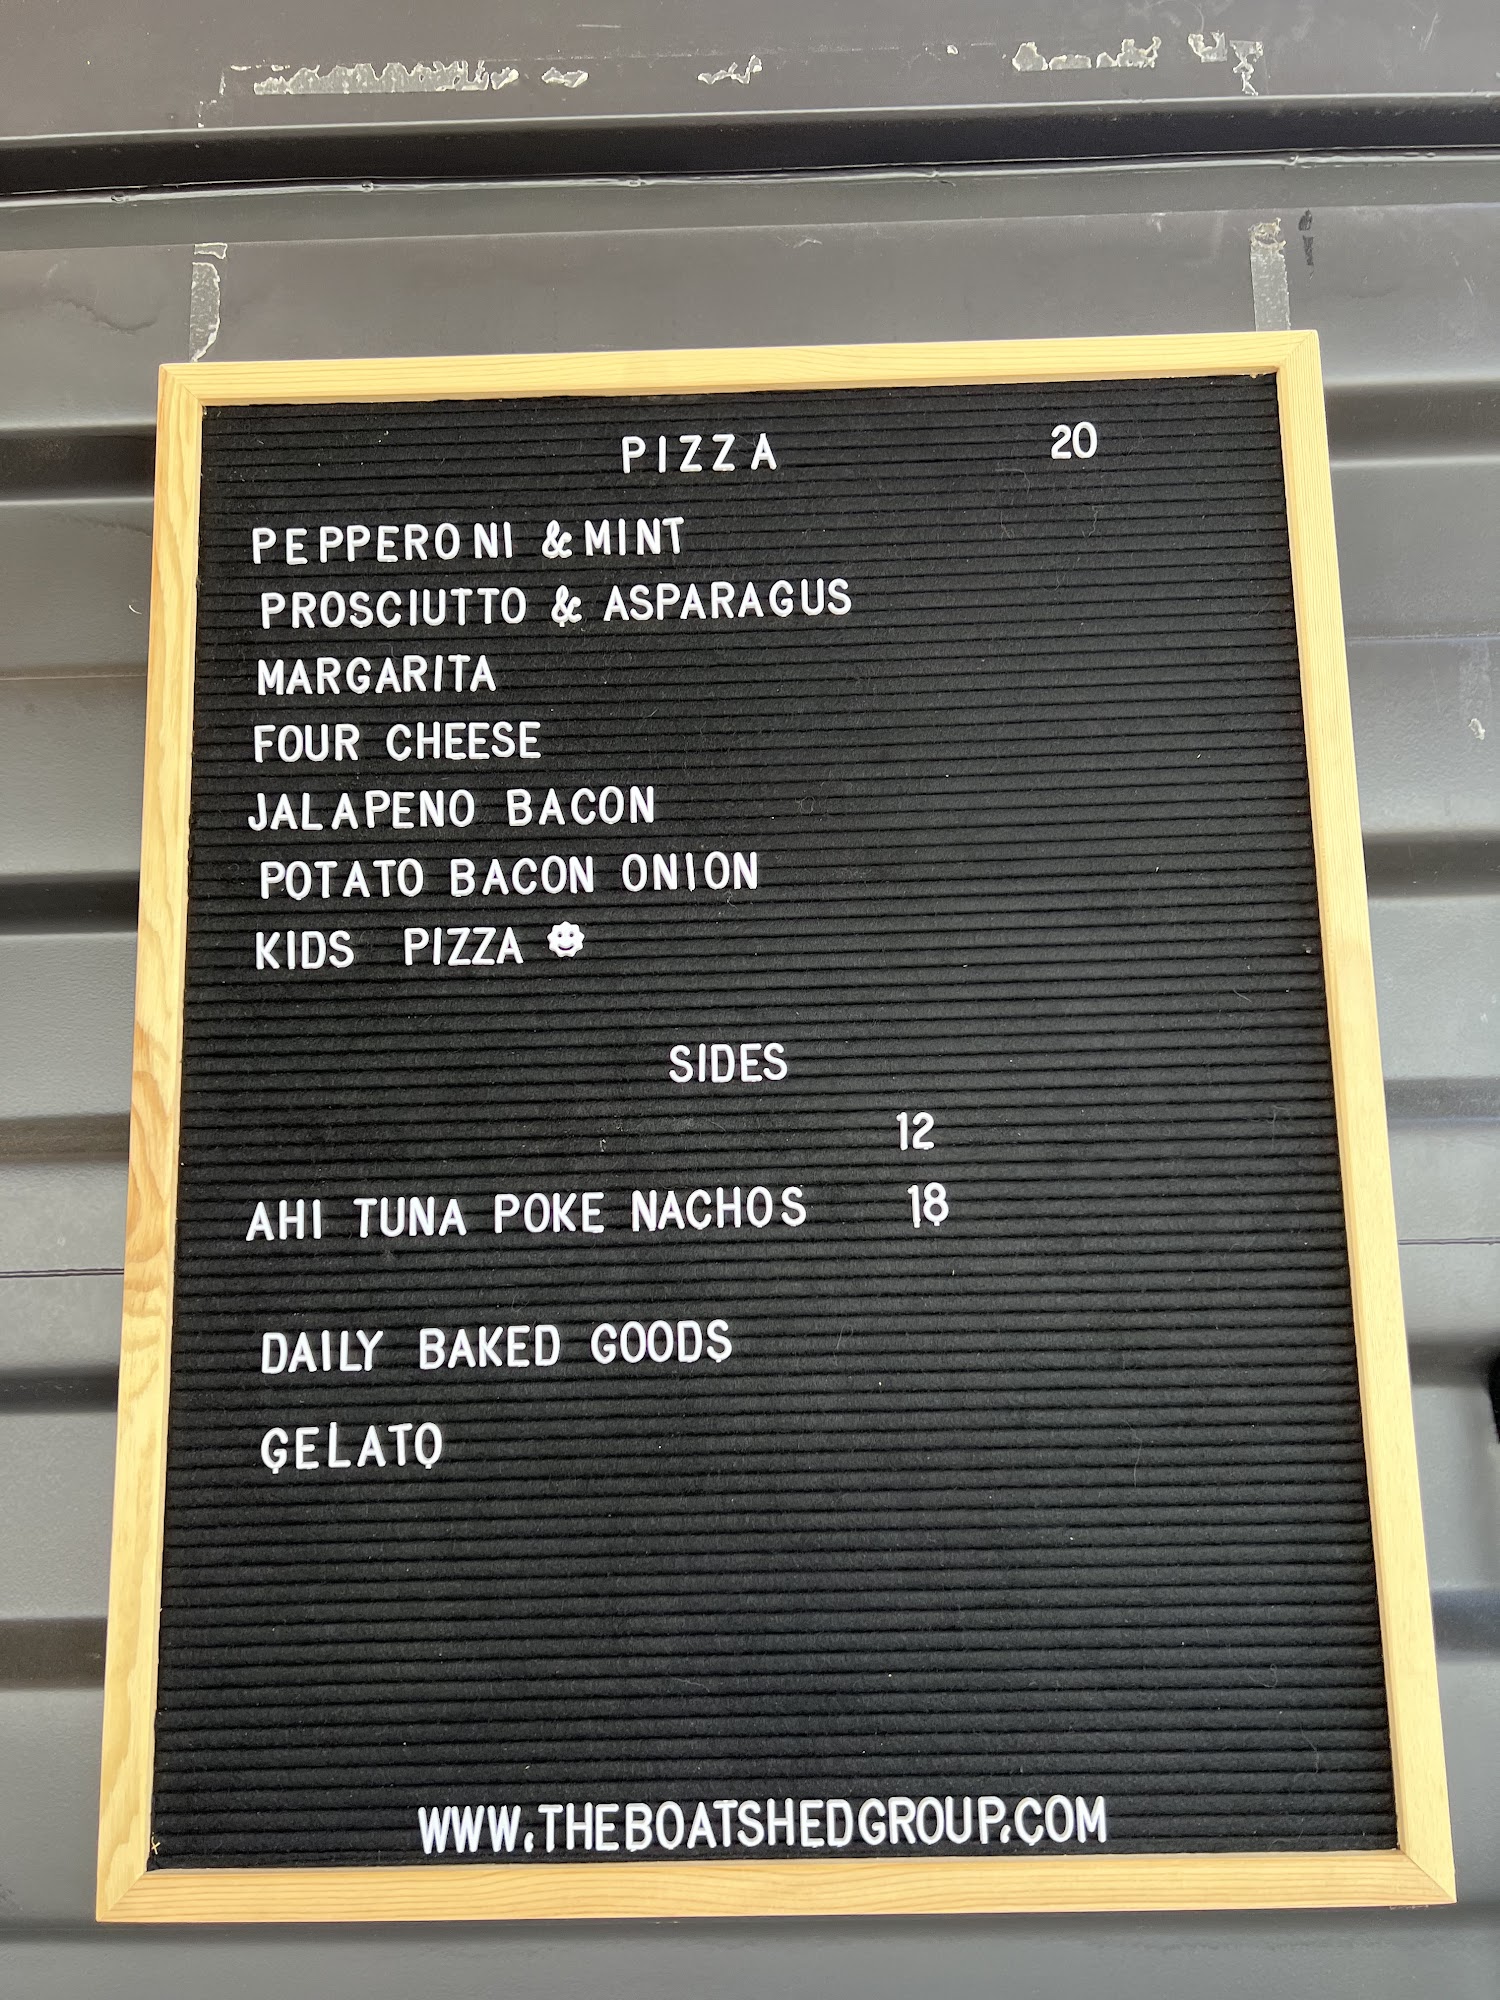 PIZZA 20
PEPPERONI & MINT
PROSCIUTTO & ASPARAGUS
MARGARITA
FOUR CHEESE
JALAPENO BACON
POTATO BACON ONION
KIDS PIZZA
SIDES
12
AHI TUNA POKE NACHOS 18
DAILY BAKED GOODS
GELATO
WWW.THEBOATSHEDGROUP.COM